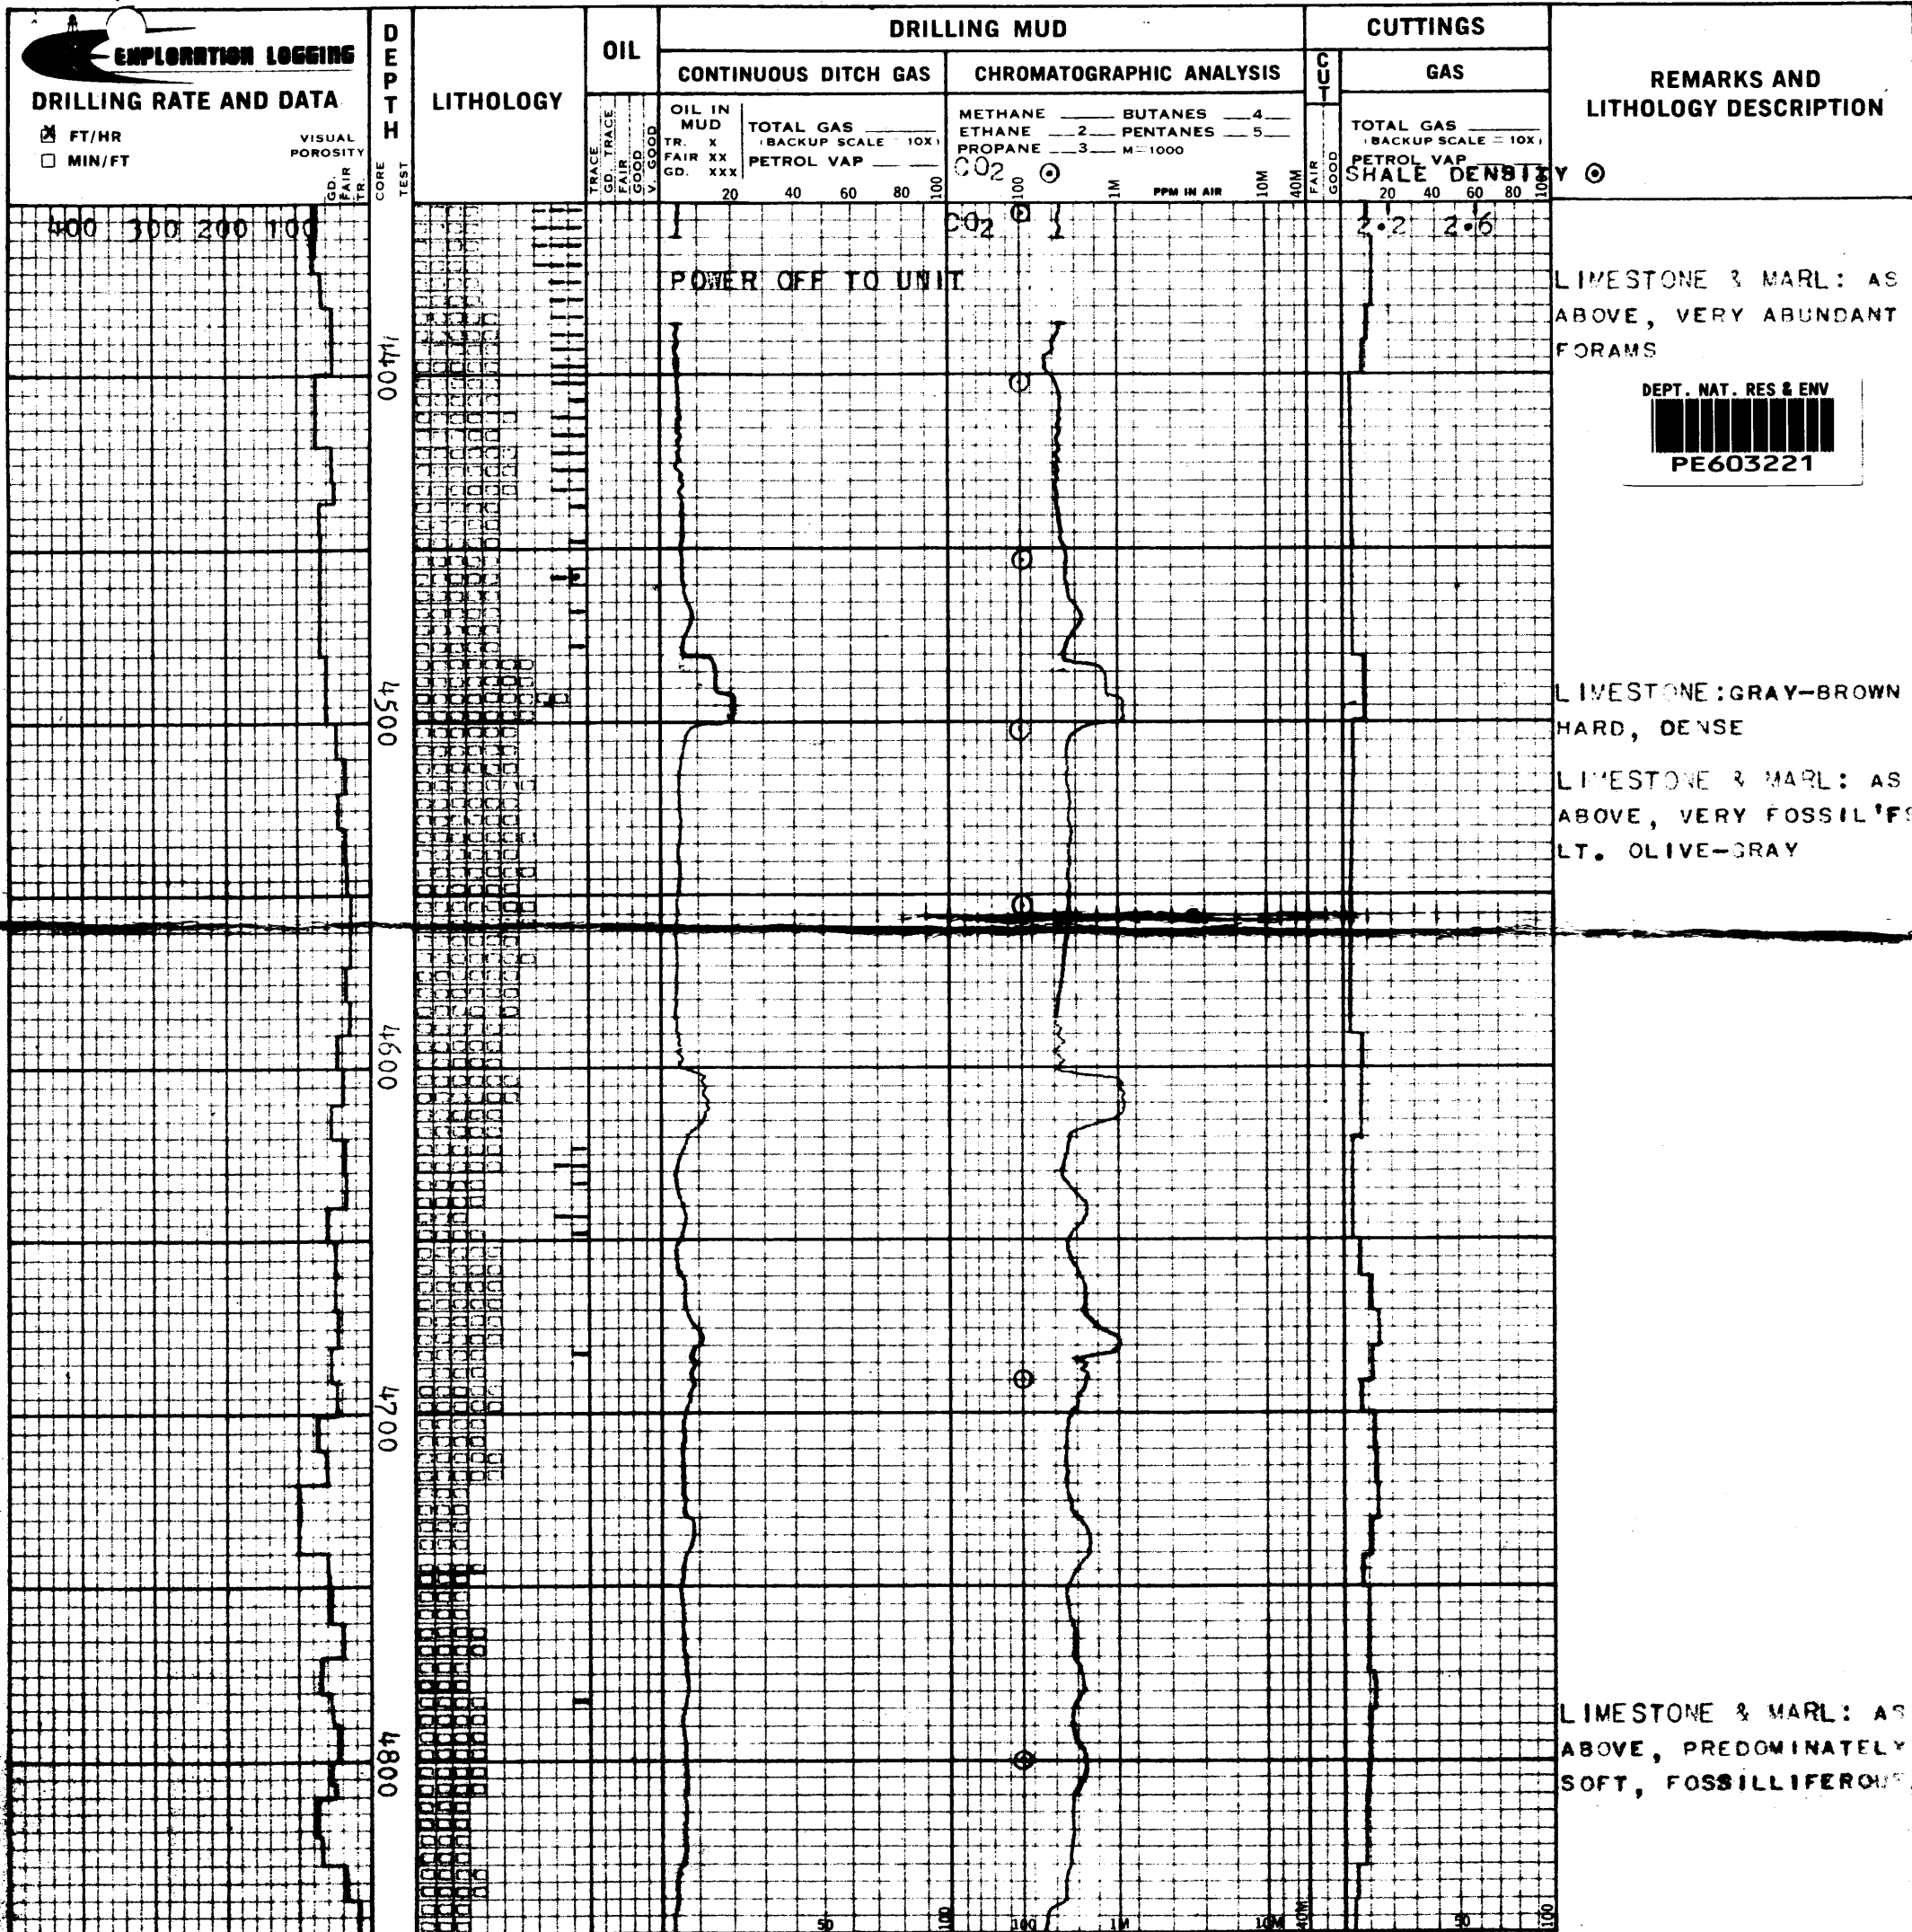 EXPLORATION LOGGING
DRILLING RATE AND DATA
FT/HR
MIN/FT
VISUAL
POROSITY
GD.
FAIR
TR.
DEPTH
CORE
TEST
LITHOLOGY
OIL
TRACE
GD. TRACE
FAIR
GOOD
V. GOOD
DRILLING MUD
CONTINUOUS DITCH GAS
OIL IN
MUD
TR. X
FAIR XX
GD. XXX
TOTAL GAS
(BACKUP SCALE = 10X)
PETROL VAP
20 40 60 80 100
CHROMATOGRAPHIC ANALYSIS
METHANE ____ BUTANES __4__
ETHANE __2__ PENTANES __5__
PROPANE __3__ M=1000
CO2
100 1M PPM IN AIR 10M 40M
CUTTINGS
CUT
FAIR
GOOD
GAS
TOTAL GAS
(BACKUP SCALE = 10X)
PETROL VAP
SHALE DENSITY
20 40 60 80 100
REMARKS AND
LITHOLOGY DESCRIPTION
400 300 200 100
CO2
2.2 2.6
POWER OFF TO UNIT
LIMESTONE & MARL: AS
ABOVE, VERY ABUNDANT
FORAMS
4400
DEPT. NAT. RES & ENV
PE603221
4500
LIMESTONE: GRAY-BROWN
HARD, DENSE
LIMESTONE & MARL: AS
ABOVE, VERY FOSSIL'FS
LT. OLIVE-GRAY
4600
4700
LIMESTONE & MARL: AS
ABOVE, PREDOMINATELY
SOFT, FOSSILLIFEROUS,
4800
50 100 100 1M 10M 40M 50 100